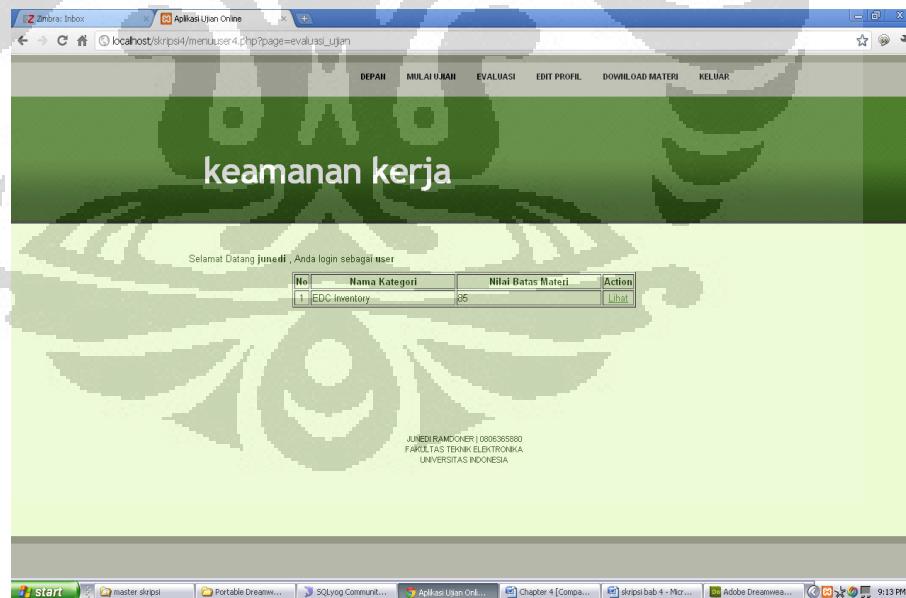 Zimbra: Inbox
Aplikasi Ujian Online
localhost/skripsi4/menuuser4.php?page=evaluasi_ujian
DEPAN MULAI UJIAN EVALUASI EDIT PROFIL DOWNLOAD MATERI KELUAR
keamanan kerja
Selamat Datang junedi , Anda login sebagai user
No Nama Kategori Nilai Batas Materi Action
1 EDC Inventory 85 Lihat
JUNEDI RAMDONER | 0806365880
FAKULTAS TEKNIK ELEKTRONIKA
UNIVERSITAS INDONESIA
start master skripsi Portable Dreamw... SQLyog Communit... Aplikasi Ujian Onli... Chapter 4 [Compa... skripsi bab 4 - Micr... Adobe Dreamwea... 9:13 PM